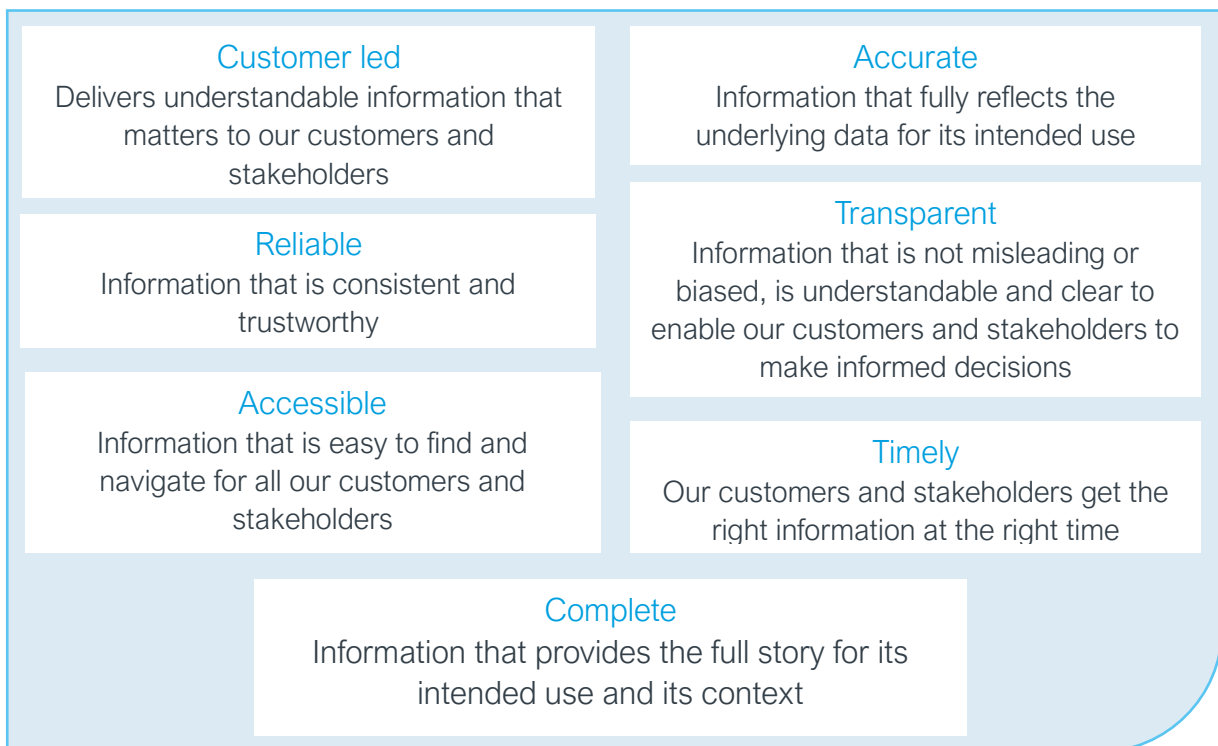 Customer led
Delivers understandable information that
matters to our customers and
stakeholders
Reliable
Information that is consistent and
trustworthy
Accessible
Information that is easy to find and
navigate for all our customers and
stakeholders
Accurate
Information that fully reflects the
underlying data for its intended use
Transparent
Information that is not misleading or
biased, is understandable and clear to
enable our customers and stakeholders to
make informed decisions
Timely
Our customers and stakeholders get the
right information at the right time
Complete
Information that provides the full story for its
intended use and its context